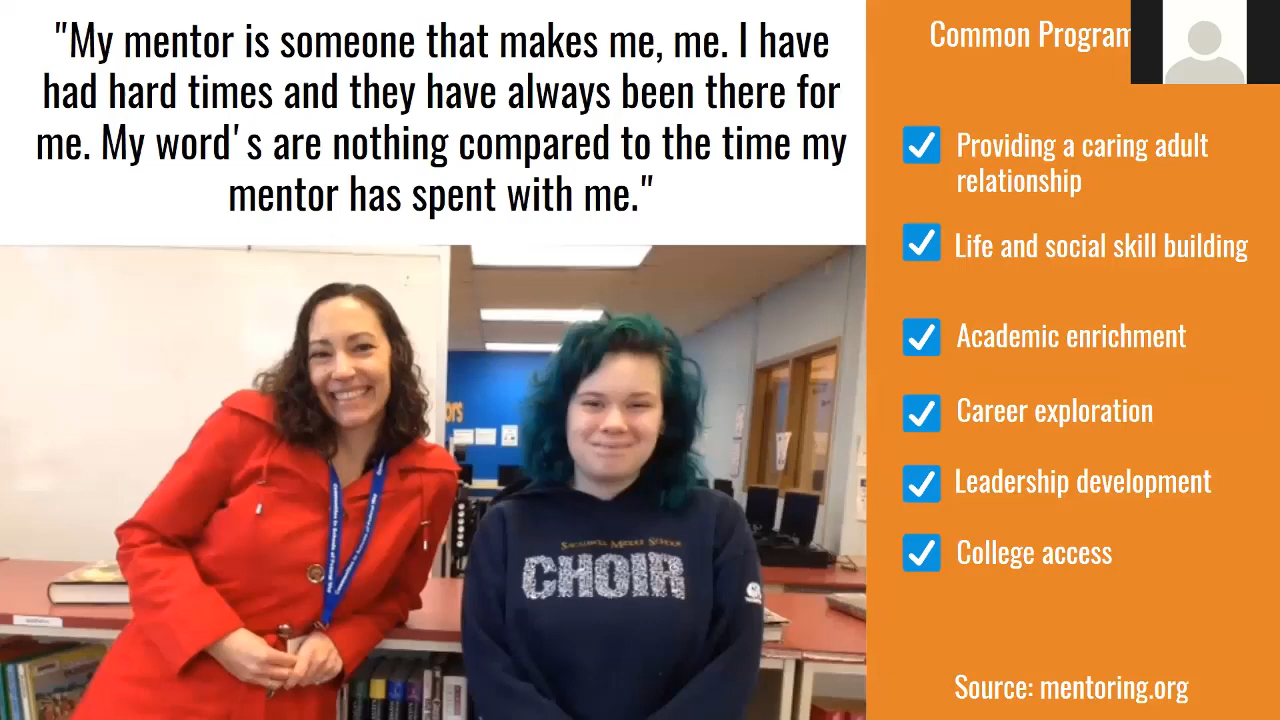 "My mentor is someone that makes me, me. I have
had hard times and they have always been there for
me. My word's are nothing compared to the time my
mentor has spent with me."
Common Program
Providing a caring adult
relationship
Life and social skill building
Academic enrichment
Career exploration
Leadership development
College access
Source: mentoring.org
ors
Middle School
CHOIR